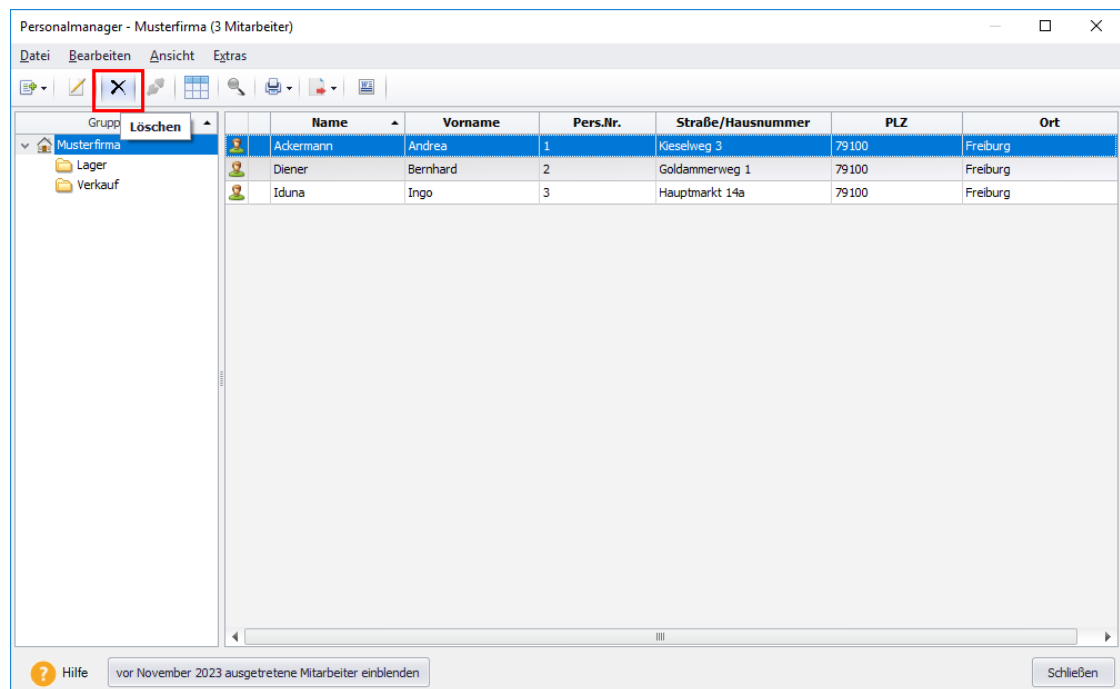 Personalmanager - Musterfirma (3 Mitarbeiter)
Datei Bearbeiten Ansicht Extras
Löschen
Name Vorname Pers.Nr. Straße/Hausnummer PLZ Ort
Musterfirma
Lager
Verkauf
Ackermann Andrea 1 Kieselweg 3 79100 Freiburg
Diener Bernhard 2 Goldammerweg 1 79100 Freiburg
Iduna Ingo 3 Hauptmarkt 14a 79100 Freiburg
? Hilfe vor November 2023 ausgetretene Mitarbeiter einblenden Schließen